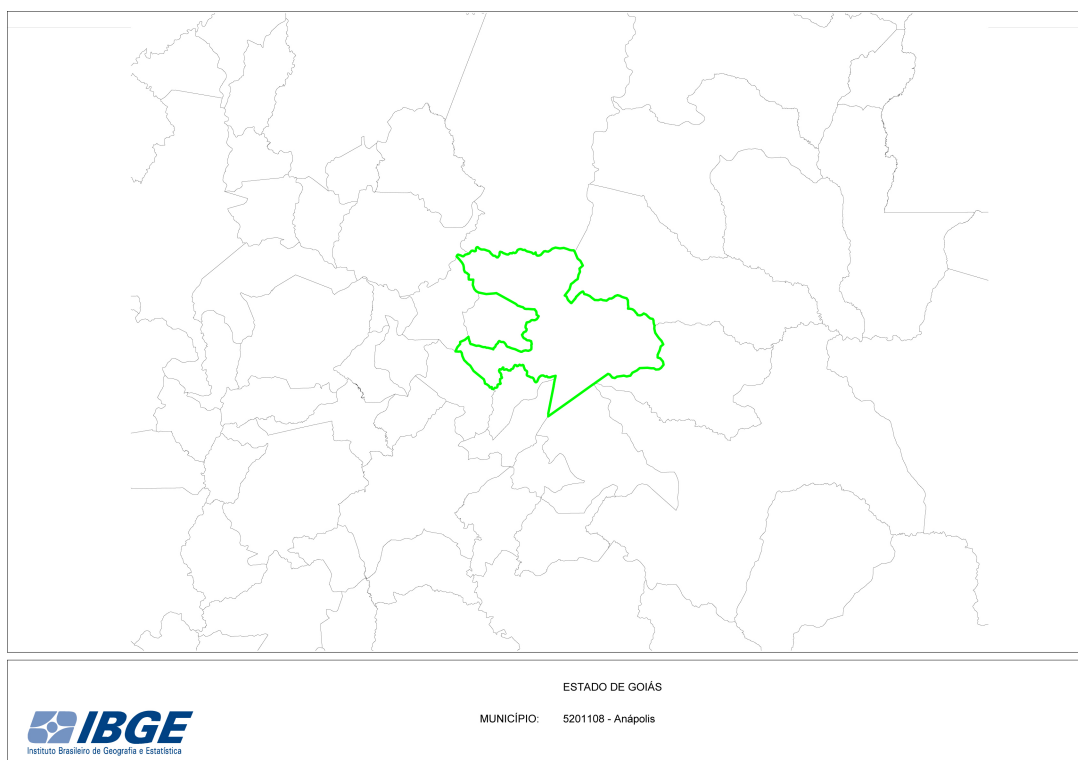 ESTADO DE GOIÁS
MUNICÍPIO: 5201108 - Anápolis
IBGE
Instituto Brasileiro de Geografia e Estatística